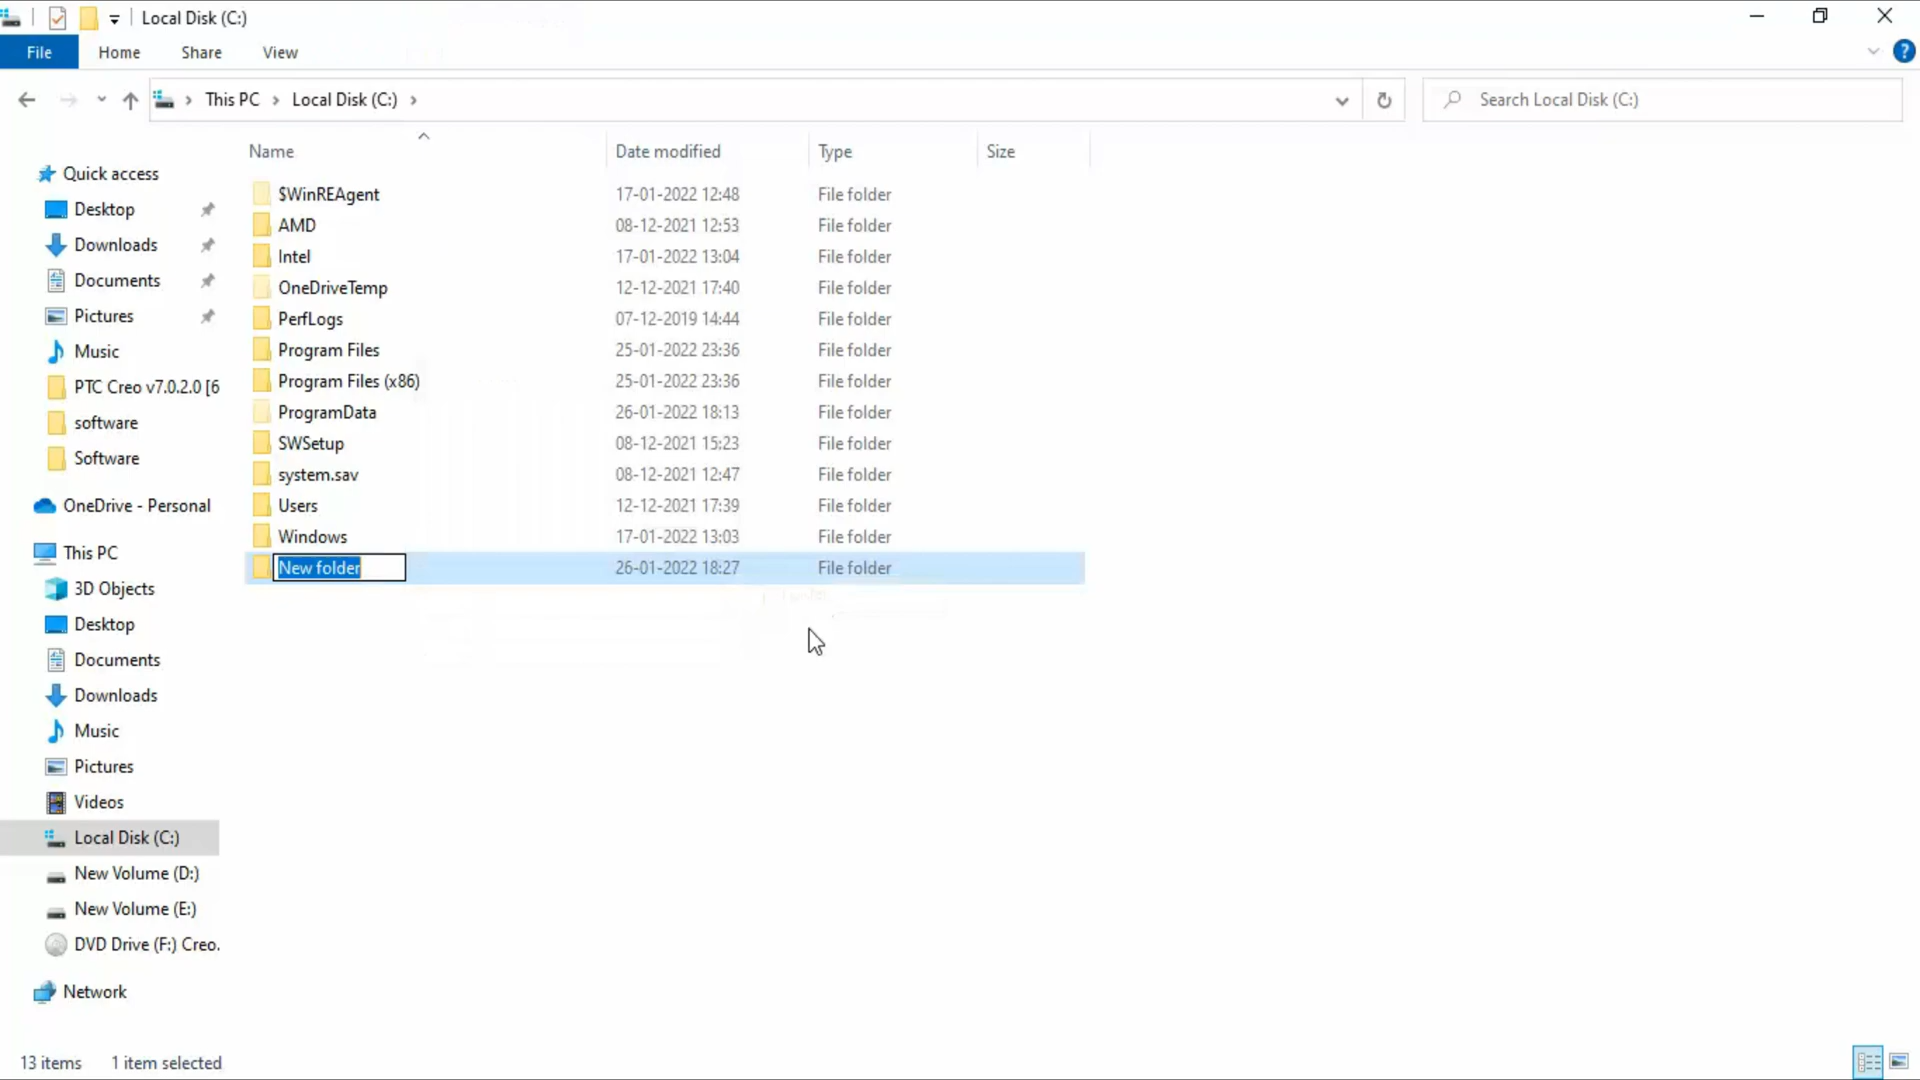 Local Disk (C:)
File Home Share View
This PC Local Disk (C:) Search Local Disk (C:)
Name Date modified Type Size
Quick access
Desktop
Downloads
Documents
Pictures
Music
PTC Creo v7.0.2.0 [6
software
Software
OneDrive - Personal
This PC
3D Objects
Desktop
Documents
Downloads
Music
Pictures
Videos
Local Disk (C:)
New Volume (D:)
New Volume (E:)
DVD Drive (F:) Creo.
Network
$WinREAgent 17-01-2022 12:48 File folder
AMD 08-12-2021 12:53 File folder
Intel 17-01-2022 13:04 File folder
OneDriveTemp 12-12-2021 17:40 File folder
PerfLogs 07-12-2019 14:44 File folder
Program Files 25-01-2022 23:36 File folder
Program Files (x86) 25-01-2022 23:36 File folder
ProgramData 26-01-2022 18:13 File folder
SWSetup 08-12-2021 15:23 File folder
system.sav 08-12-2021 12:47 File folder
Users 12-12-2021 17:39 File folder
Windows 17-01-2022 13:03 File folder
New folder 26-01-2022 18:27 File folder
13 items 1 item selected